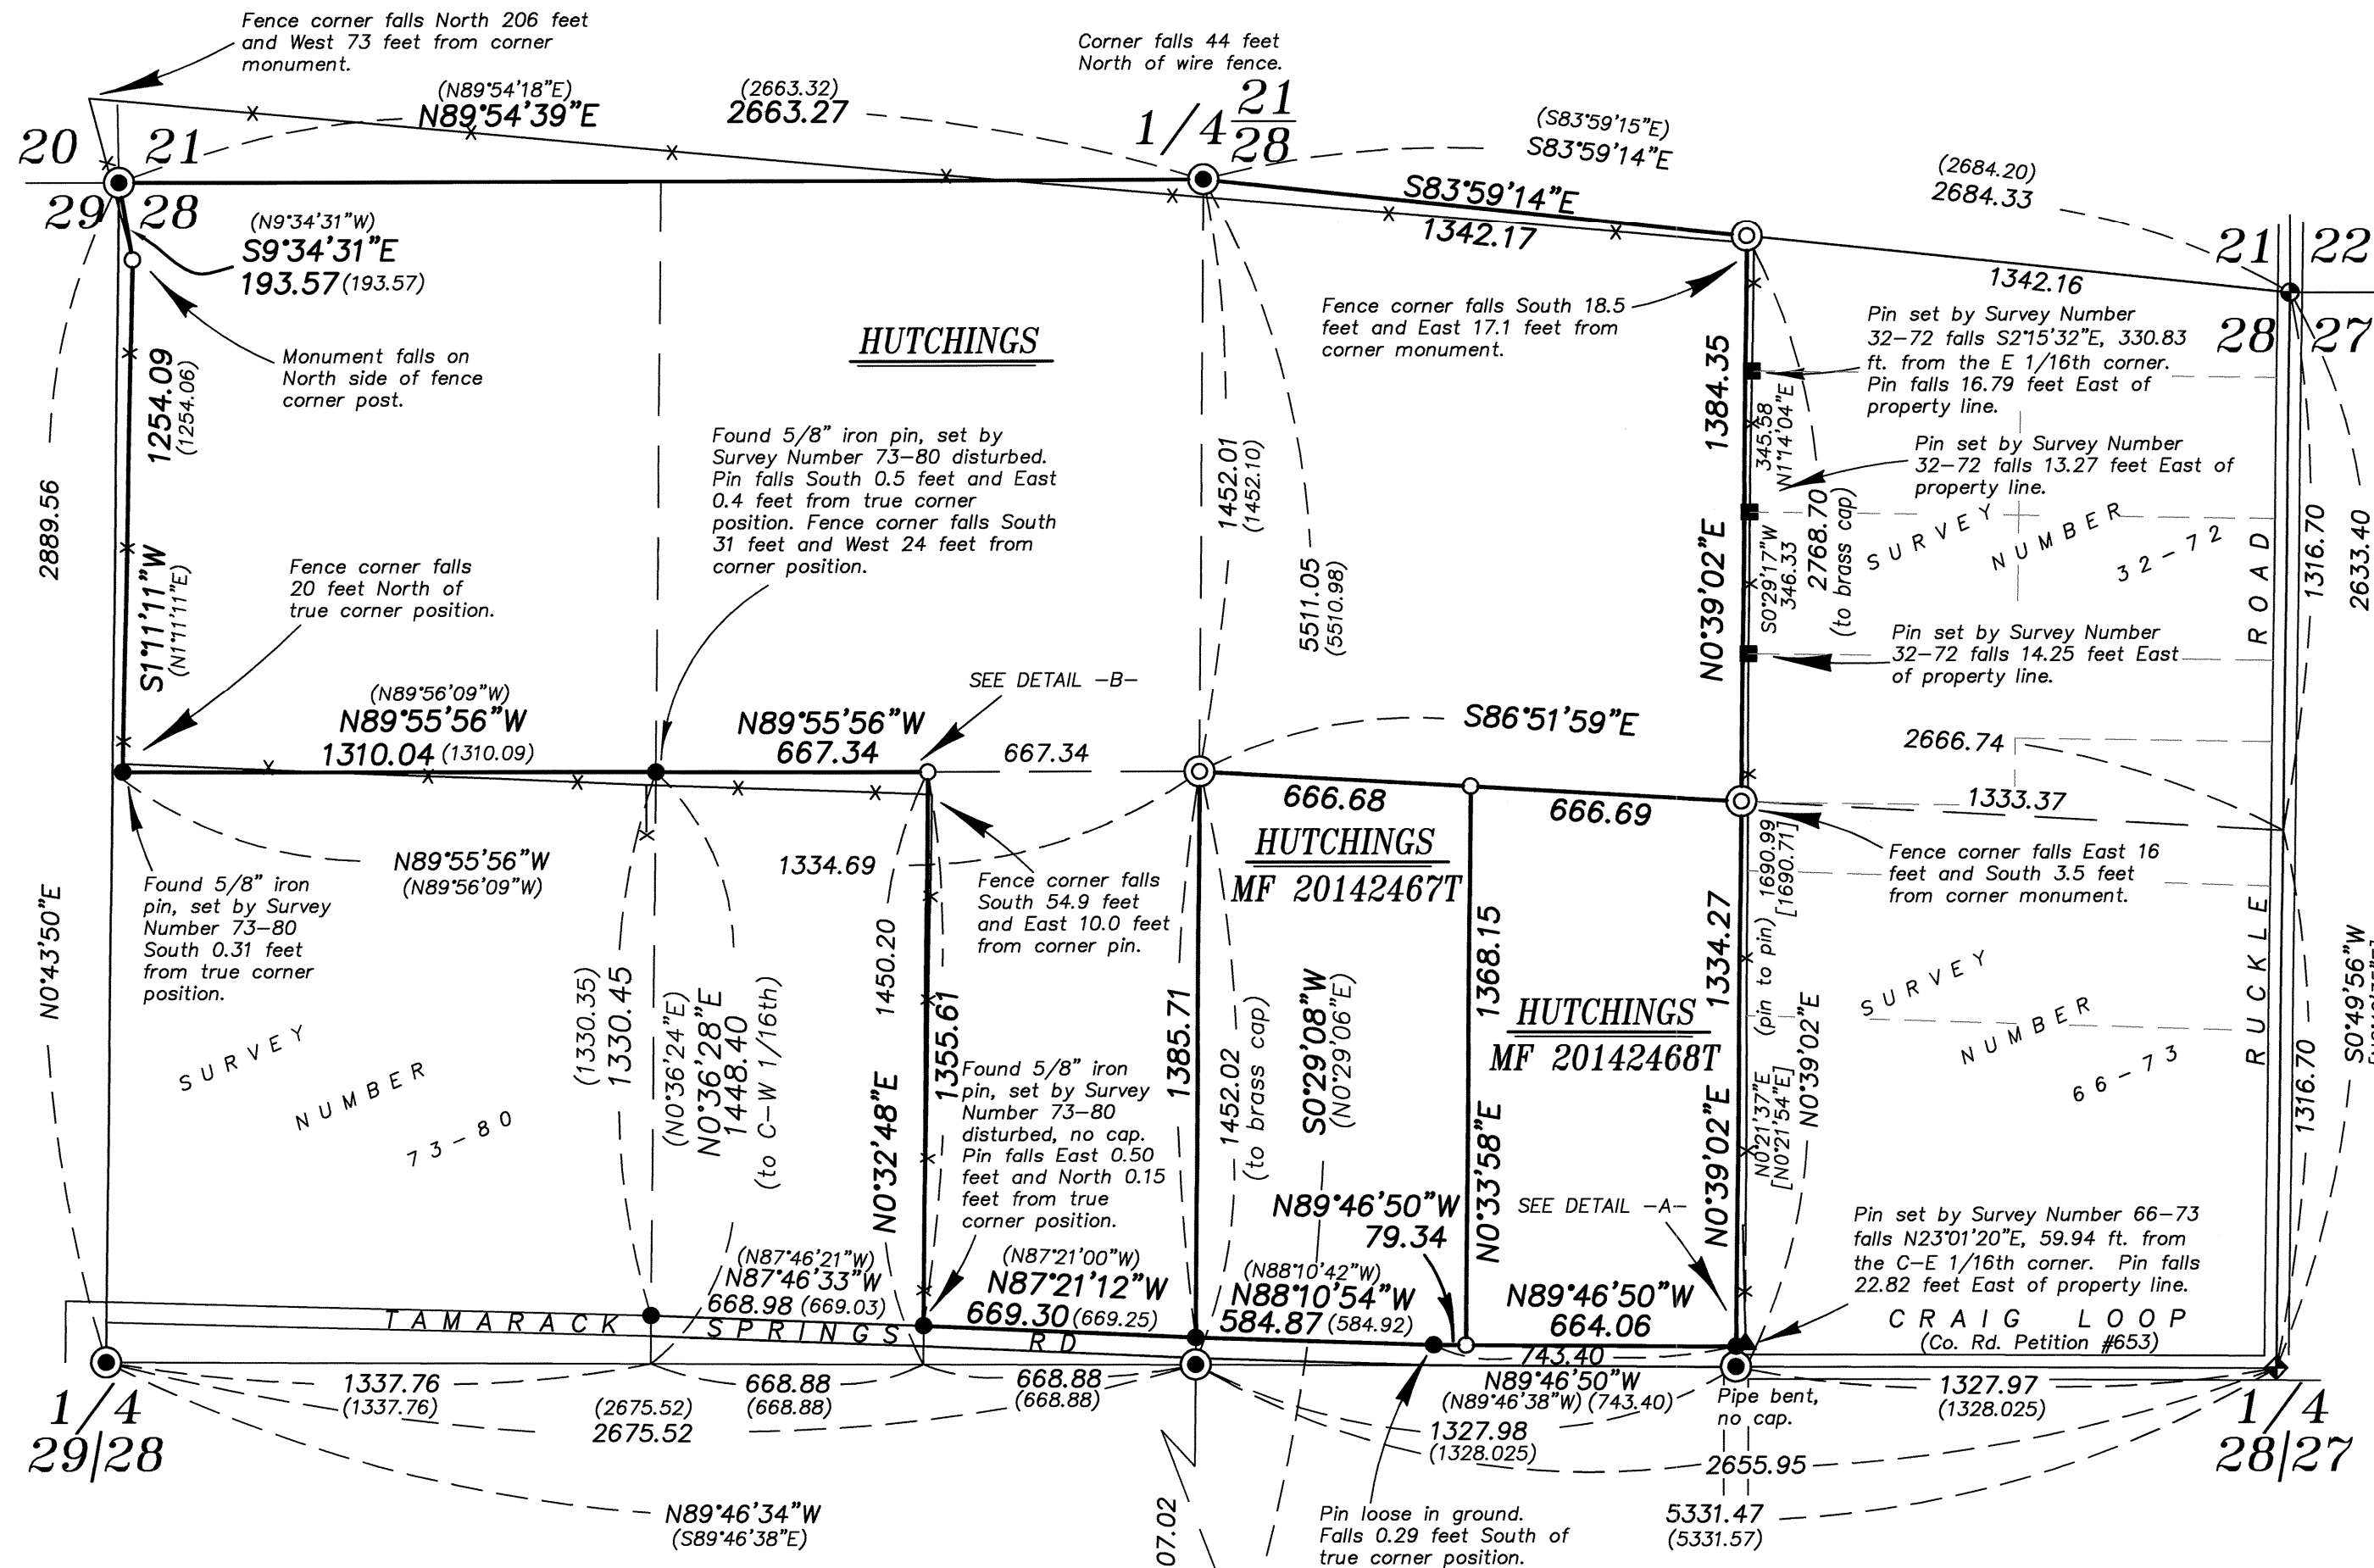 Fence corner falls North 206 feet
and West 73 feet from corner
monument.
Corner falls 44 feet
North of wire fence.
(N89°54'18"E)
N89°54'39"E
(2663.32)
2663.27
1/4 21
28
(S83°59'15"E)
S83°59'14"E
S83°59'14"E
1342.17
(2684.20)
2684.33
1342.16
20 21
29 28
21 22
28 27
(N9°34'31"W)
S9°34'31"E
193.57 (193.57)
Monument falls on
North side of fence
corner post.
HUTCHINGS
Fence corner falls South 18.5
feet and East 17.1 feet from
corner monument.
Pin set by Survey Number
32-72 falls S2°15'32"E, 330.83
ft. from the E 1/16th corner.
Pin falls 16.79 feet East of
property line.
Pin set by Survey Number
32-72 falls 13.27 feet East of
property line.
Pin set by Survey Number
32-72 falls 14.25 feet East
of property line.
SURVEY
NUMBER
32-72
1254.09
(1254.06)
S1°11'11"W
(N1°11'11"E)
2889.56
N0°43'50"E
Found 5/8" iron pin, set by
Survey Number 73-80 disturbed.
Pin falls South 0.5 feet and East
0.4 feet from true corner
position. Fence corner falls South
31 feet and West 24 feet from
corner position.
Fence corner falls
20 feet North of
true corner position.
1452.01
(1452.10)
5511.05
(5510.98)
1384.35
N0°39'02"E
345.58
N1°14'04"E
S0°29'17"W
346.33
2768.70
(to brass cap)
ROAD
RUCKLE
1316.70
2633.40
(N89°56'09"W)
N89°55'56"W
1310.04 (1310.09)
N89°55'56"W
667.34
SEE DETAIL -B-
667.34
S86°51'59"E
666.68
666.69
2666.74
1333.37
N89°55'56"W
(N89°56'09"W)
1334.69
HUTCHINGS
MF 20142467T
HUTCHINGS
MF 20142468T
Fence corner falls East 16
feet and South 3.5 feet
from corner monument.
Found 5/8" iron
pin, set by Survey
Number 73-80
South 0.31 feet
from true corner
position.
Fence corner falls
South 54.9 feet
and East 10.0 feet
from corner pin.
SURVEY
NUMBER
73-80
(1330.35)
1330.45
(N0°36'24"E)
N0°36'28"E
1448.40
(to C-W 1/16th)
1450.20
N0°32'48"E
1355.61
Found 5/8" iron
pin, set by Survey
Number 73-80
disturbed, no cap.
Pin falls East 0.50
feet and North 0.15
feet from true
corner position.
1385.71
1452.02
(to brass cap)
S0°29'08"W
(N0°29'06"E)
1368.15
N0°33'58"E
1334.27
N0°39'02"E
(pin to pin) 1690.99
[1690.71]
N0°21'37"E
[N0°21'54"E]
N0°39'02"E
SURVEY
NUMBER
66-73
1316.70
S0°49'56"W
N89°46'50"W
79.34
SEE DETAIL -A-
Pin set by Survey Number 66-73
falls N23°01'20"E, 59.94 ft. from
the C-E 1/16th corner. Pin falls
22.82 feet East of property line.
CRAIG LOOP
(Co. Rd. Petition #653)
(N87°46'21"W)
N87°46'33"W
668.98 (669.03)
(N87°21'00"W)
N87°21'12"W
669.30 (669.25)
(N88°10'42"W)
N88°10'54"W
584.87 (584.92)
N89°46'50"W
664.06
TAMARACK SPRINGS RD
743.40
N89°46'50"W
(N89°46'38"W) (743.40)
1337.76
(1337.76)
(2675.52)
2675.52
668.88
(668.88)
668.88
(668.88)
1327.98
(1328.025)
Pipe bent,
no cap.
1327.97
(1328.025)
2655.95
5331.47
(5331.57)
1/4
29|28
1/4
28|27
N89°46'34"W
(S89°46'38"E)
07.02
Pin loose in ground.
Falls 0.29 feet South of
true corner position.